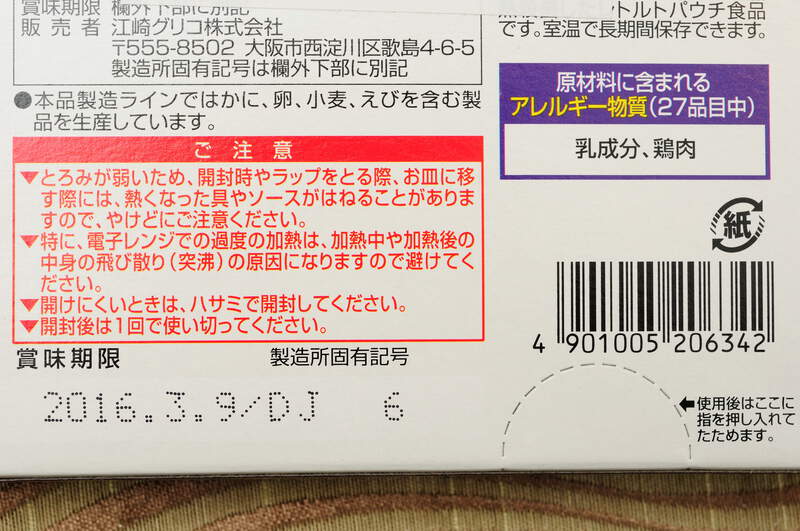 賞味期限 欄外下部に別記
販売者 江崎グリコ株式会社
〒555-8502 大阪市西淀川区歌島4-6-5
製造所固有記号は欄外下部に別記
●本品製造ラインではかに、卵、小麦、えびを含む製
品を生産しています。
ご注意
▼とろみが弱いため、開封時やラップをとる際、お皿に移
す際には、熱くなった具やソースがはねることがありま
すので、やけどにご注意ください。
▼特に、電子レンジでの過度の加熱は、加熱中や加熱後の
中身の飛び散り(突沸)の原因になりますので避けてく
ださい。
▼開けにくいときは、ハサミで開封してください。
▼開封後は1回で使い切ってください。
賞味期限 製造所固有記号
2016.3.9/DJ 6
トルトパウチ食品
です。室温で長期間保存できます。
原材料に含まれる
アレルギー物質(27品目中)
乳成分、鶏肉
紙
4 901005 206342
使用後はここに
指を押し入れて
たためます。